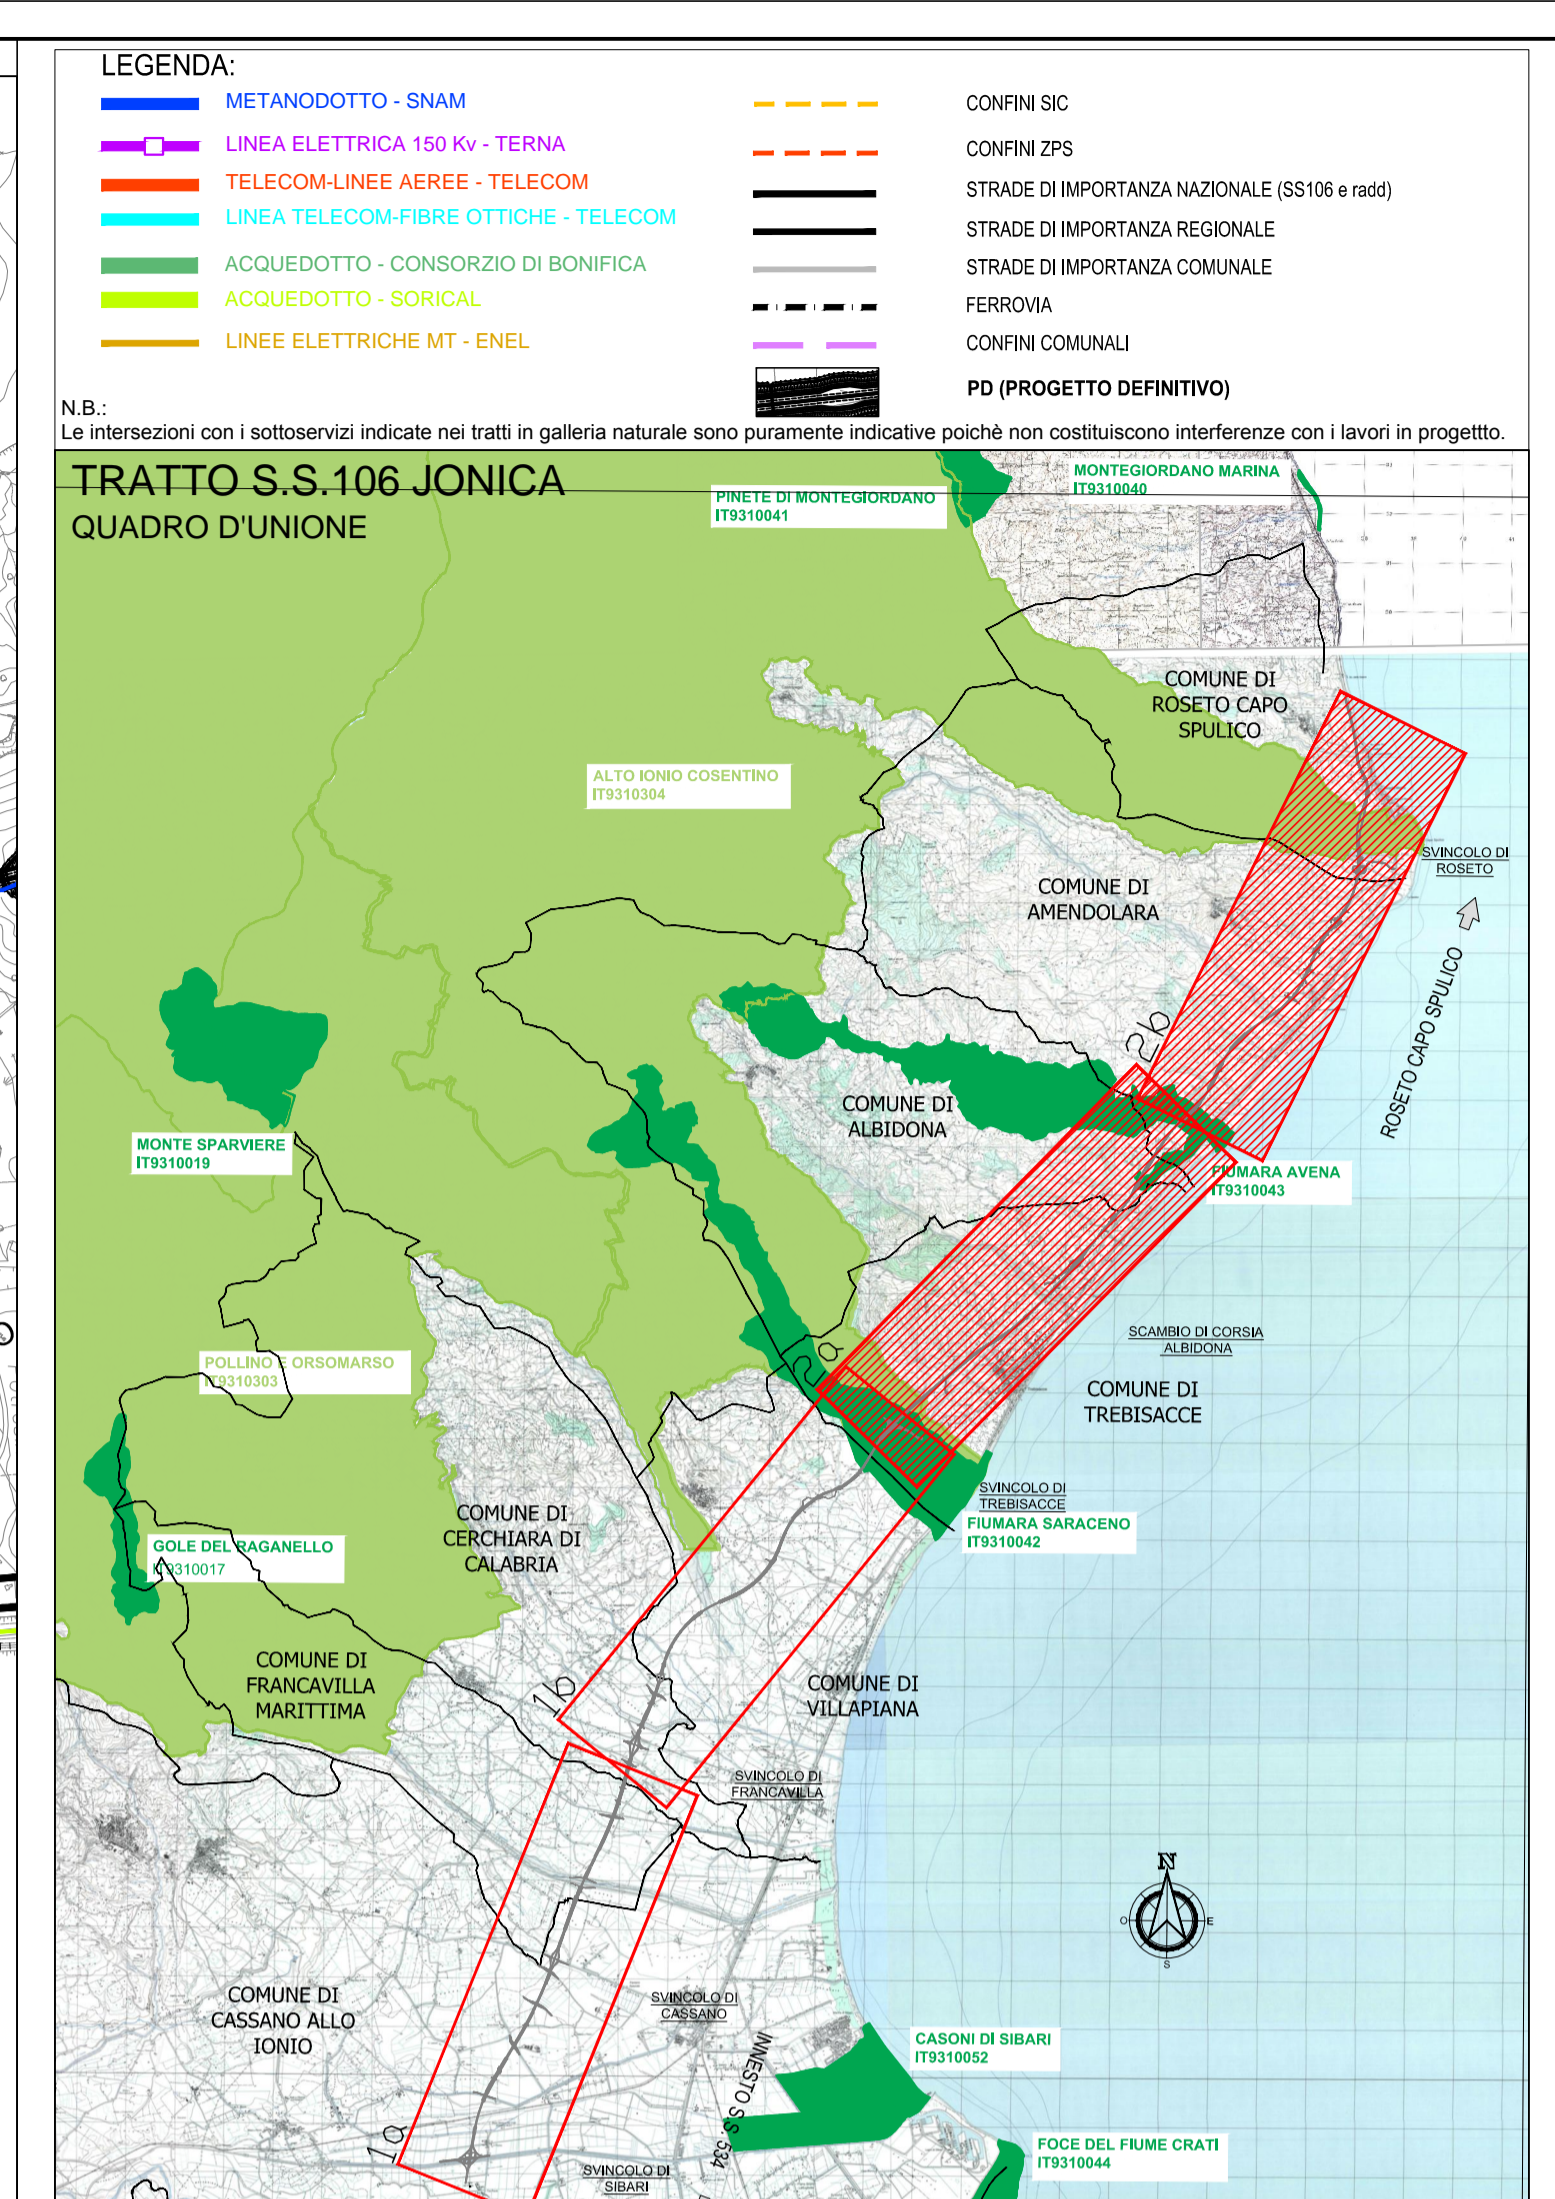 LEGENDA:
METANODOTTO - SNAM
LINEA ELETTRICA 150 Kv - TERNA
TELECOM-LINEE AEREE - TELECOM
LINEA TELECOM-FIBRE OTTICHE - TELECOM
ACQUEDOTTO - CONSORZIO DI BONIFICA
ACQUEDOTTO - SORICAL
LINEE ELETTRICHE MT - ENEL
CONFINI SIC
CONFINI ZPS
STRADE DI IMPORTANZA NAZIONALE (SS106 e radd)
STRADE DI IMPORTANZA REGIONALE
STRADE DI IMPORTANZA COMUNALE
FERROVIA
CONFINI COMUNALI
PD (PROGETTO DEFINITIVO)
N.B.:
Le intersezioni con i sottoservizi indicate nei tratti in galleria naturale sono puramente indicative poichè non costituiscono interferenze con i lavori in progettto.
TRATTO S.S.106 JONICA
QUADRO D'UNIONE
PINETE DI MONTEGIORDANO
IT9310041
MONTEGIORDANO MARINA
IT9310040
COMUNE DI
ROSETO CAPO
SPULICO
ALTO IONIO COSENTINO
IT9310304
SVINCOLO DI
ROSETO
COMUNE DI
AMENDOLARA
ROSETO CAPO SPULICO
2b
COMUNE DI
ALBIDONA
MONTE SPARVIERE
IT9310019
FIUMARA AVENA
IT9310043
SCAMBIO DI CORSIA
ALBIDONA
2a
POLLINO E ORSOMARSO
IT9310303
COMUNE DI
TREBISACCE
SVINCOLO DI
TREBISACCE
FIUMARA SARACENO
IT9310042
COMUNE DI
CERCHIARA DI
CALABRIA
GOLE DEL RAGANELLO
IT9310017
COMUNE DI
FRANCAVILLA
MARITTIMA
1b
COMUNE DI
VILLAPIANA
SVINCOLO DI
FRANCAVILLA
N
O
E
S
COMUNE DI
CASSANO ALLO
IONIO
SVINCOLO DI
CASSANO
INNESTO S.S. 534
CASONI DI SIBARI
IT9310052
1a
SVINCOLO DI
SIBARI
FOCE DEL FIUME CRATI
IT9310044